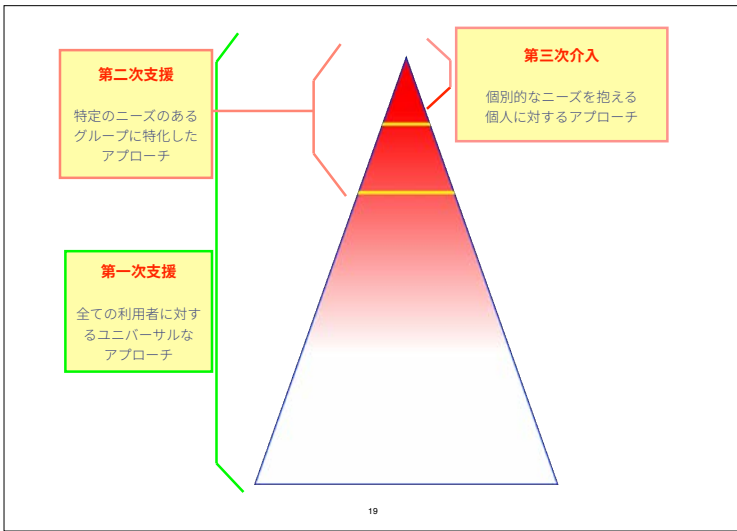 第二次支援
特定のニーズのある
グループに特化した
アプローチ
第三次介入
個別的なニーズを抱える
個人に対するアプローチ
第一次支援
全ての利用者に対す
るユニバーサルな
アプローチ
19